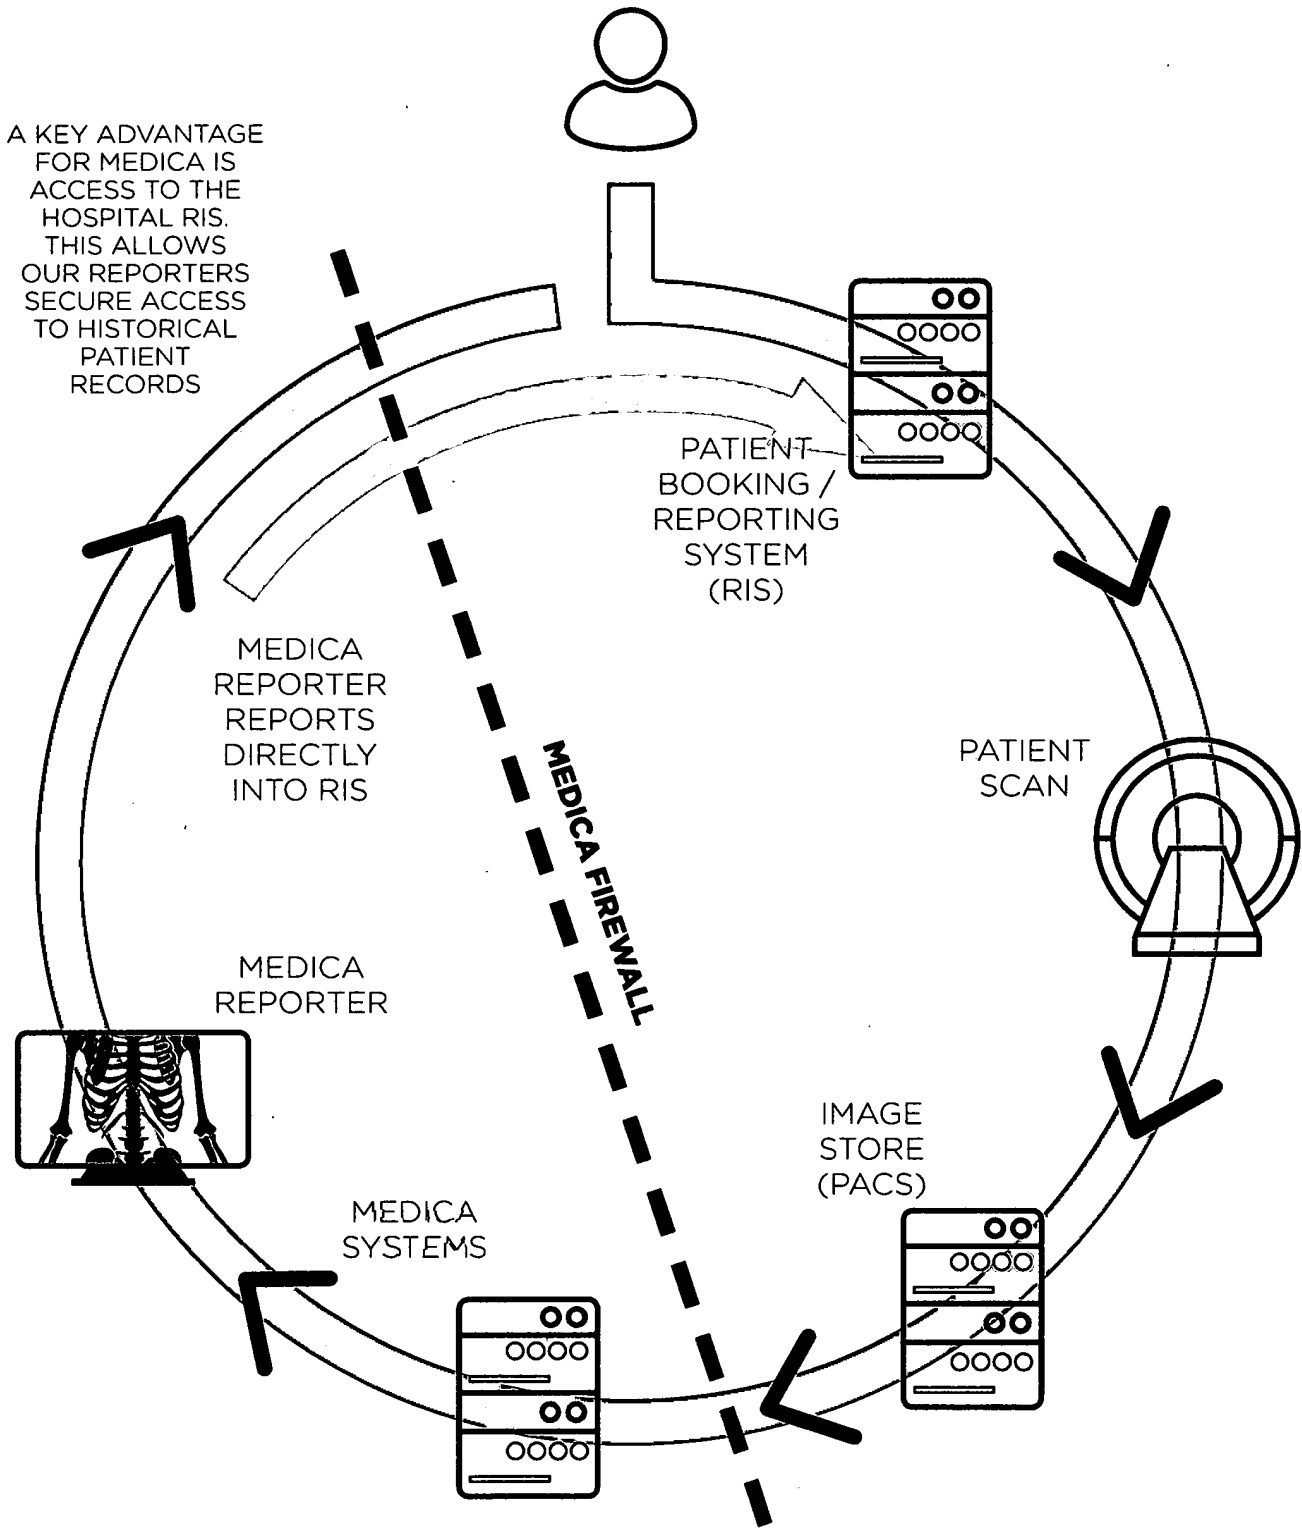 A KEY ADVANTAGE
FOR MEDICA IS
ACCESS TO THE
HOSPITAL RIS.
THIS ALLOWS
OUR REPORTERS
SECURE ACCESS
TO HISTORICAL
PATIENT
RECORDS
PATIENT
BOOKING /
REPORTING
SYSTEM
(RIS)
MEDICA
REPORTER
REPORTS
DIRECTLY
INTO RIS
MEDICA FIREWALL
PATIENT
SCAN
MEDICA
REPORTER
IMAGE
STORE
(PACS)
MEDICA
SYSTEMS